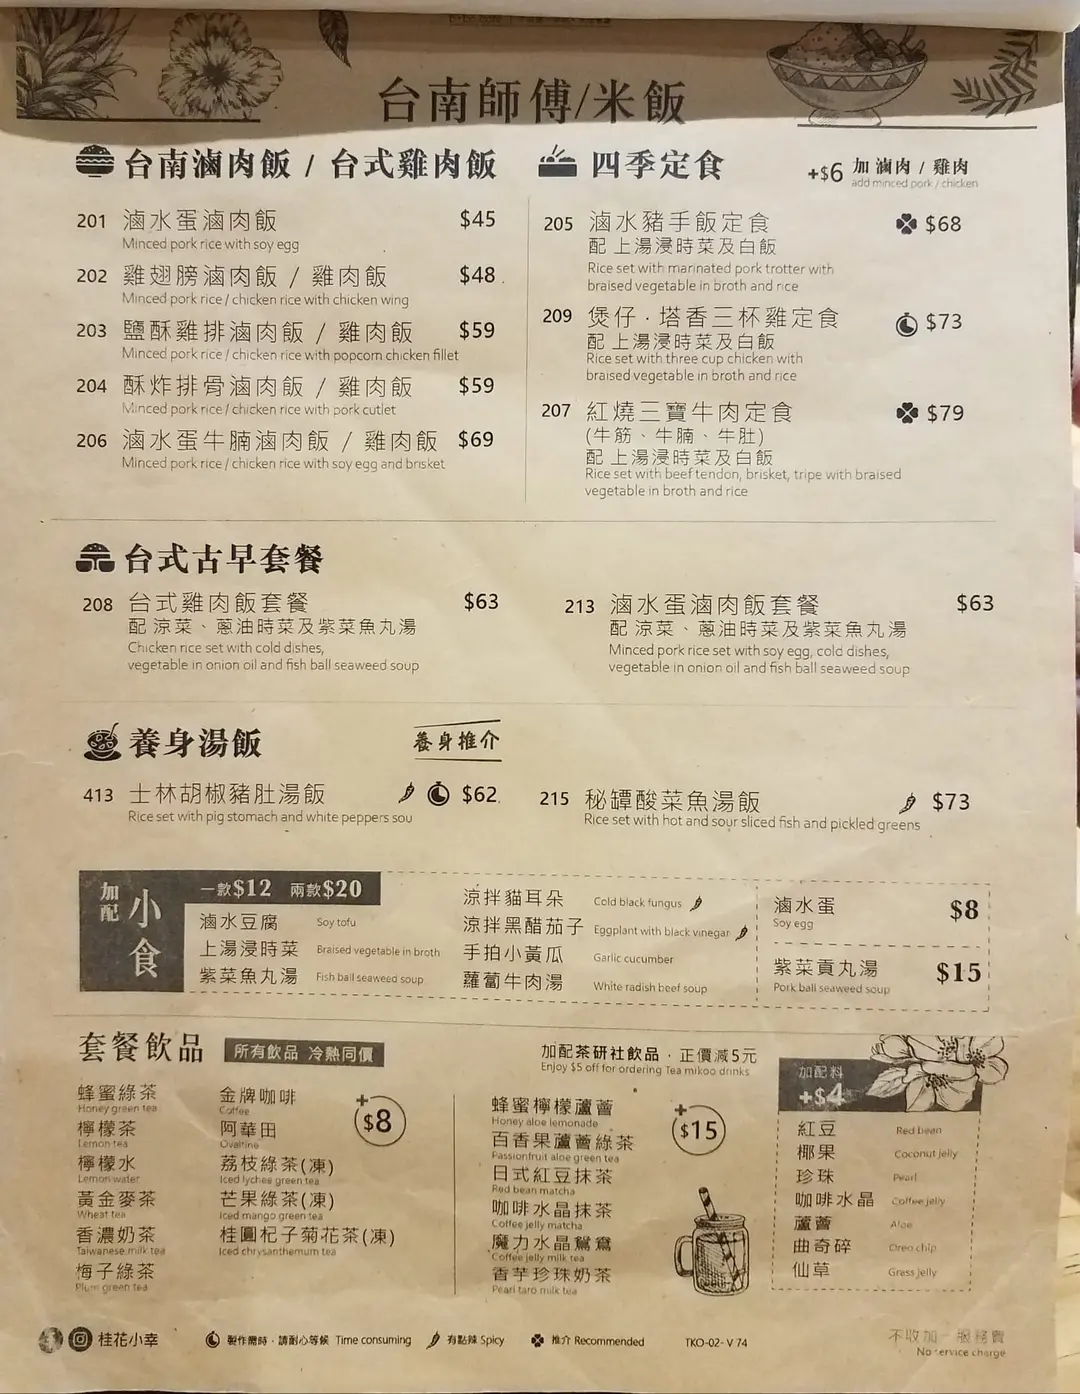 台南師傅/米飯
台南滷肉飯 / 台式雞肉飯
201 滷水蛋滷肉飯 $45
Minced pork rice with soy egg
202 雞翅膀滷肉飯 / 雞肉飯 $48
Minced pork rice / chicken rice with chicken wing
203 鹽酥雞排滷肉飯 / 雞肉飯 $59
Minced pork rice / chicken rice with popcorn chicken fillet
204 酥炸排骨滷肉飯 / 雞肉飯 $59
Minced pork rice / chicken rice with pork cutlet
206 滷水蛋牛腩滷肉飯 / 雞肉飯 $69
Minced pork rice / chicken rice with soy egg and brisket
四季定食
+$6 加 滷肉 / 雞肉
add minced pork / chicken
205 滷水豬手飯定食 $68
配 上湯浸時菜及白飯
Rice set with marinated pork trotter with
braised vegetable in broth and rice
209 煲仔．塔香三杯雞定食 $73
配 上湯浸時菜及白飯
Rice set with three cup chicken with
braised vegetable in broth and rice
207 紅燒三寶牛肉定食 $79
(牛筋、牛腩、牛肚)
配 上湯浸時菜及白飯
Rice set with beef tendon, brisket, tripe with braised
vegetable in broth and rice
台式古早套餐
208 台式雞肉飯套餐 $63
配 涼菜、蔥油時菜及紫菜魚丸湯
Chicken rice set with cold dishes,
vegetable in onion oil and fish ball seaweed soup
213 滷水蛋滷肉飯套餐 $63
配 涼菜、蔥油時菜及紫菜魚丸湯
Minced pork rice set with soy egg, cold dishes,
vegetable in onion oil and fish ball seaweed soup
養身湯飯
養身推介
413 士林胡椒豬肚湯飯 $62
Rice set with pig stomach and white peppers sou
215 秘罈酸菜魚湯飯 $73
Rice set with hot and sour sliced fish and pickled greens
加配
小食
一款$12 兩款$20
滷水豆腐 Soy tofu
上湯浸時菜 Braised vegetable in broth
紫菜魚丸湯 Fish ball seaweed soup
涼拌貓耳朵 Cold black fungus
涼拌黑醋茄子 Eggplant with black vinegar
手拍小黃瓜 Garlic cucumber
蘿蔔牛肉湯 White radish beef soup
滷水蛋 $8
Soy egg
紫菜貢丸湯 $15
Pork ball seaweed soup
套餐飲品
所有飲品 冷熱同價
蜂蜜綠茶
Honey green tea
檸檬茶
Lemon tea
檸檬水
Lemon water
黃金麥茶
Wheat tea
香濃奶茶
Taiwanese milk tea
梅子綠茶
Plum green tea
金牌咖啡
Coffee
阿華田
Ovaltine
荔枝綠茶(凍)
Iced lychee green tea
芒果綠茶(凍)
Iced mango green tea
桂圓杞子菊花茶(凍)
Iced chrysanthemum tea
+$8
加配茶研社飲品．正價減5元
Enjoy $5 off for ordering Tea mikoo drinks
蜂蜜檸檬蘆薈
Honey aloe lemonade
百香果蘆薈綠茶
Passionfruit aloe green tea
日式紅豆抹茶
Red bean matcha
咖啡水晶抹茶
Coffee jelly matcha
魔力水晶鴛鴦
Coffee jelly milk tea
香芋珍珠奶茶
Pearl taro milk tea
+$15
加配料
+$4
紅豆 Red bean
椰果 Coconut jelly
珍珠 Pearl
咖啡水晶 Coffee jelly
蘆薈 Aloe
曲奇碎 Oreo chip
仙草 Grass jelly
桂花小幸
製作需時，請耐心等候 Time consuming
有點辣 Spicy
推介 Recommended
TKO-02- V 74
不收加一服務費
No service charge